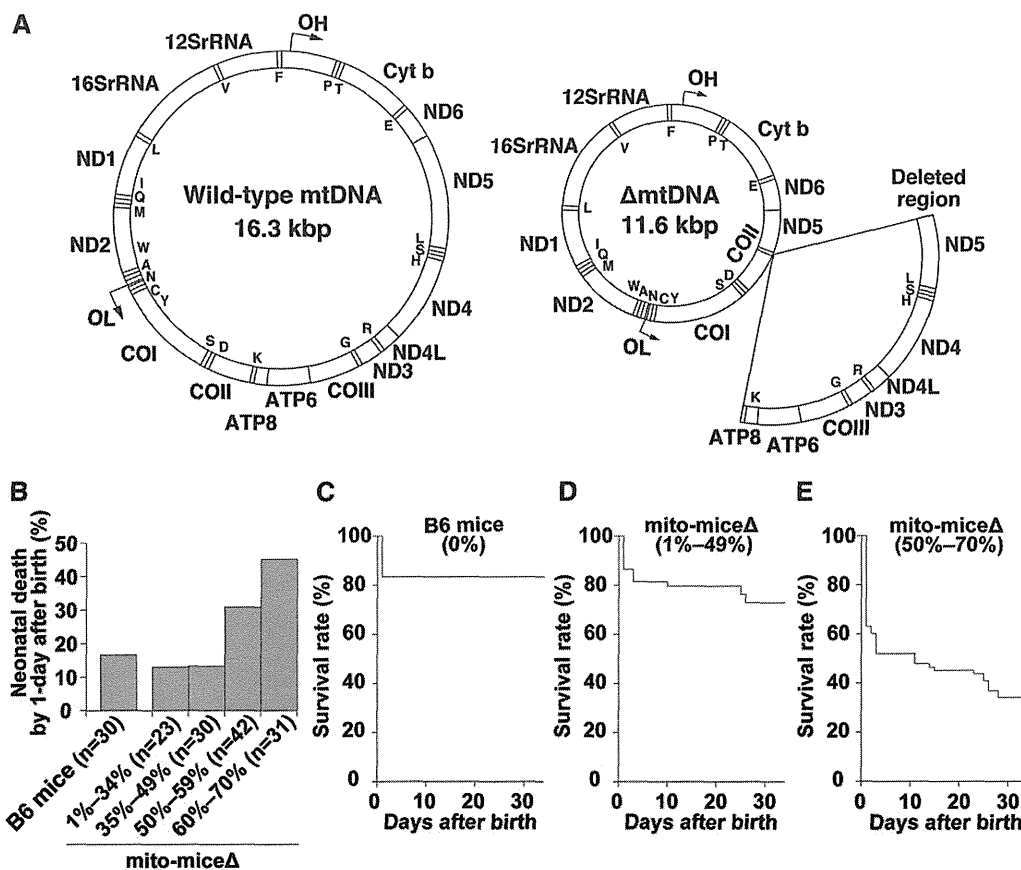 A
OH
12SrRNA
16SrRNA
Cyt b
ND6
ND5
ND1
ND2
ND4
ND4L
ND3
COIII
ATP6
ATP8
COII
COI
OL
F
V
P T
E
L
I
Q
M
W
A
N
C
Y
S D
K
G
R
L
S
H
Wild-type mtDNA
16.3 kbp
OH
12SrRNA
16SrRNA
Cyt b
ND6
ND5
COII
COI
OL
ND2
ND1
F
V
P T
E
L
I
Q
M
W A N C Y
S D
ΔmtDNA
11.6 kbp
Deleted
region
ND5
L
S
H
ND4
ND4L
ND3
COIII
ATP6
ATP8
K
G
R
B
Neonatal death
by 1-day after birth (%)
50
40
30
20
10
0
B6 mice (n=30)
1%–34% (n=23)
35%–49% (n=30)
50%–59% (n=42)
60%–70% (n=31)
mito-miceΔ
C
B6 mice
(0%)
Survival rate (%)
100
80
60
40
20
0
0 10 20 30
Days after birth
D
mito-miceΔ
(1%–49%)
Survival rate (%)
100
80
60
40
20
0
0 10 20 30
Days after birth
E
mito-miceΔ
(50%–70%)
Survival rate (%)
100
80
60
40
20
0
0 10 20 30
Days after birth